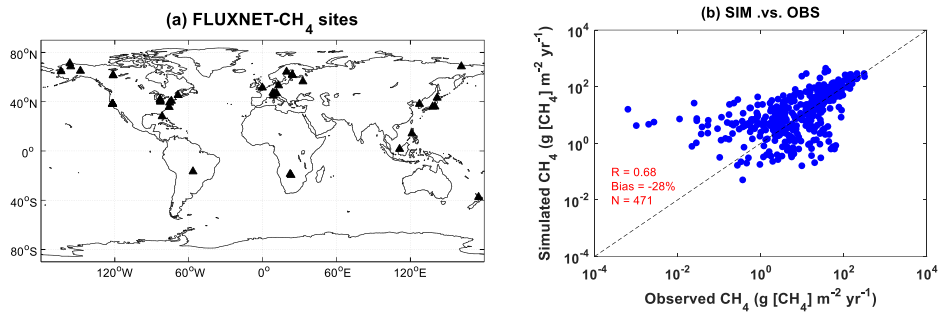 (a) FLUXNET-CH4 sites
80°N
40°N
0°
40°S
80°S
120°W
60°W
0°
60°E
120°E
(b) SIM .vs. OBS
Simulated CH4 (g [CH4] m-2 yr-1)
10^4
10^2
10^0
10^-2
10^-4
R = 0.68
Bias = -28%
N = 471
10^-4
10^-2
10^0
10^2
10^4
Observed CH4 (g [CH4] m-2 yr-1)